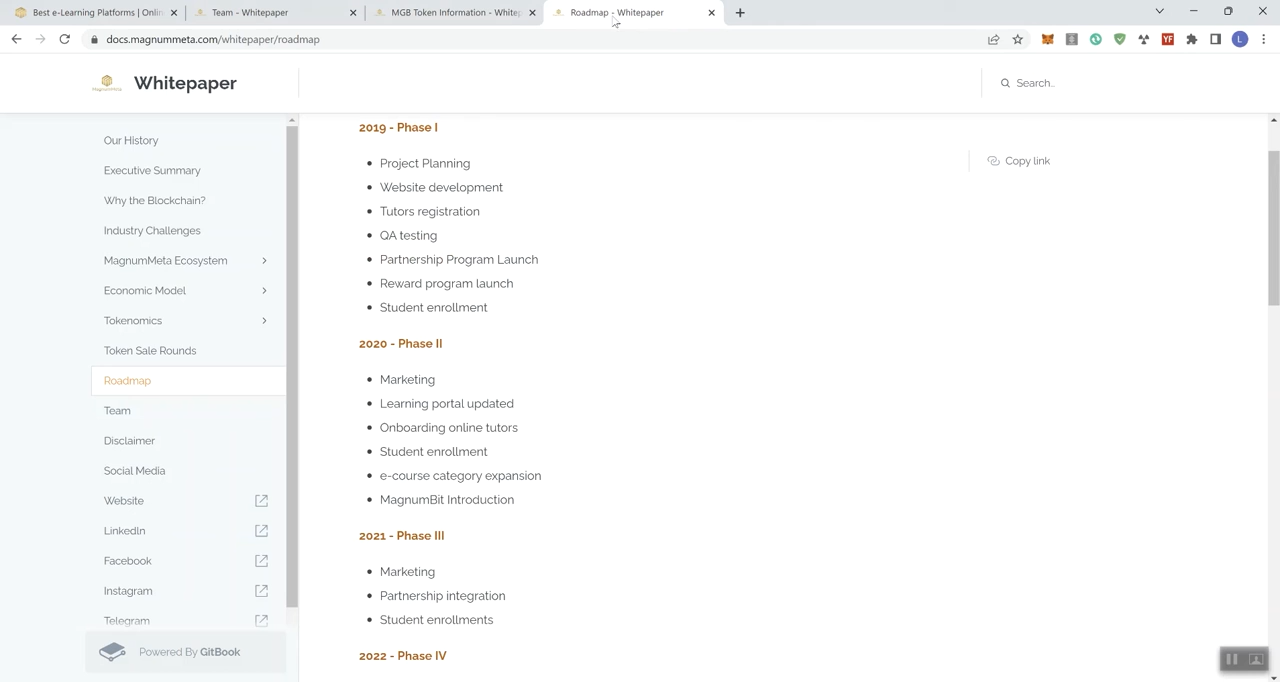 Best e-Learning Platforms | Onlin
Team - Whitepaper
MGB Token Information - Whitep
Roadmap - Whitepaper
docs.magnummeta.com/whitepaper/roadmap
YF
L
MagnumMeta
Whitepaper
Search...
Our History
Executive Summary
Why the Blockchain?
Industry Challenges
MagnumMeta Ecosystem
Economic Model
Tokenomics
Token Sale Rounds
Roadmap
Team
Disclaimer
Social Media
Website
LinkedIn
Facebook
Instagram
Telegram
Powered By GitBook
2019 - Phase I
• Project Planning
• Website development
• Tutors registration
• QA testing
• Partnership Program Launch
• Reward program launch
• Student enrollment
2020 - Phase II
• Marketing
• Learning portal updated
• Onboarding online tutors
• Student enrollment
• e-course category expansion
• MagnumBit Introduction
2021 - Phase III
• Marketing
• Partnership integration
• Student enrollments
2022 - Phase IV
Copy link